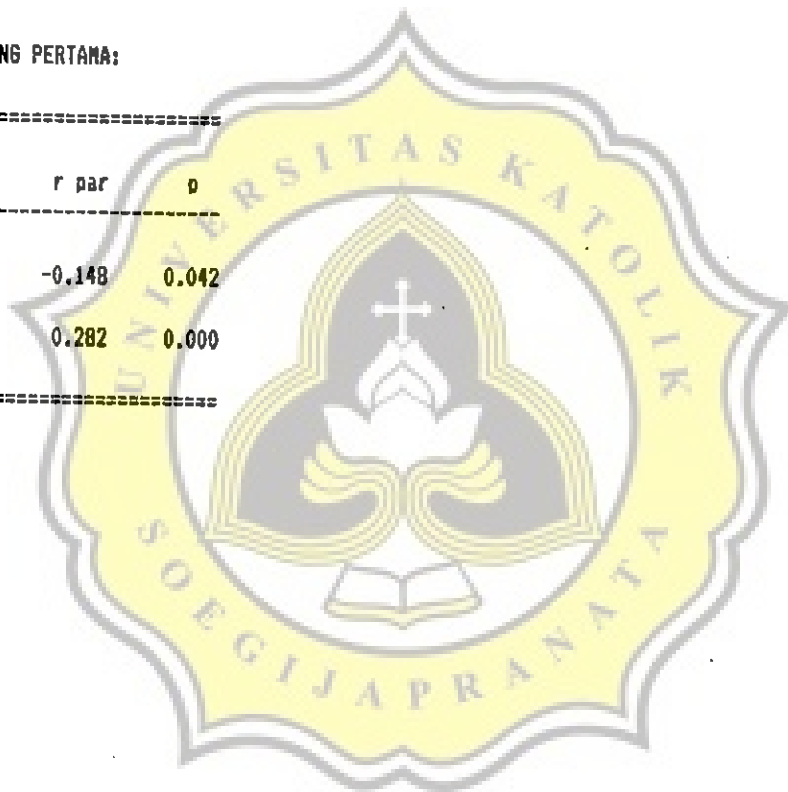 NG PERTAMA:
====================
r par p
--------------------
-0.148 0.042
0.282 0.000
====================
UNIVERSITAS KATOLIK
SOEGIJAPRANATA